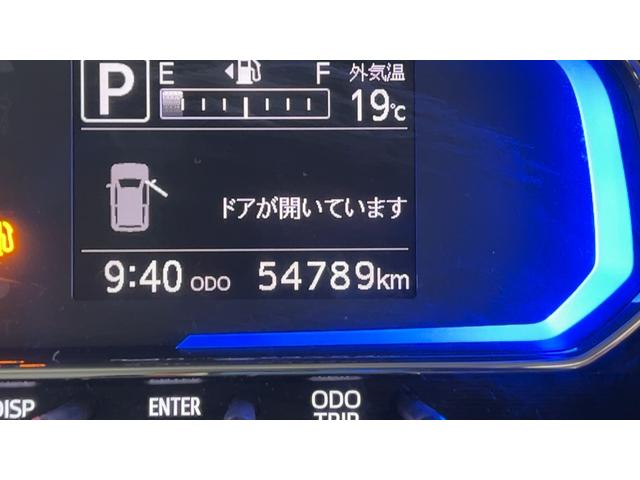 P E F 外気温
19℃
ドアが開いています
9:40 ODO 54789km
DISP ENTER ODO
TRIP